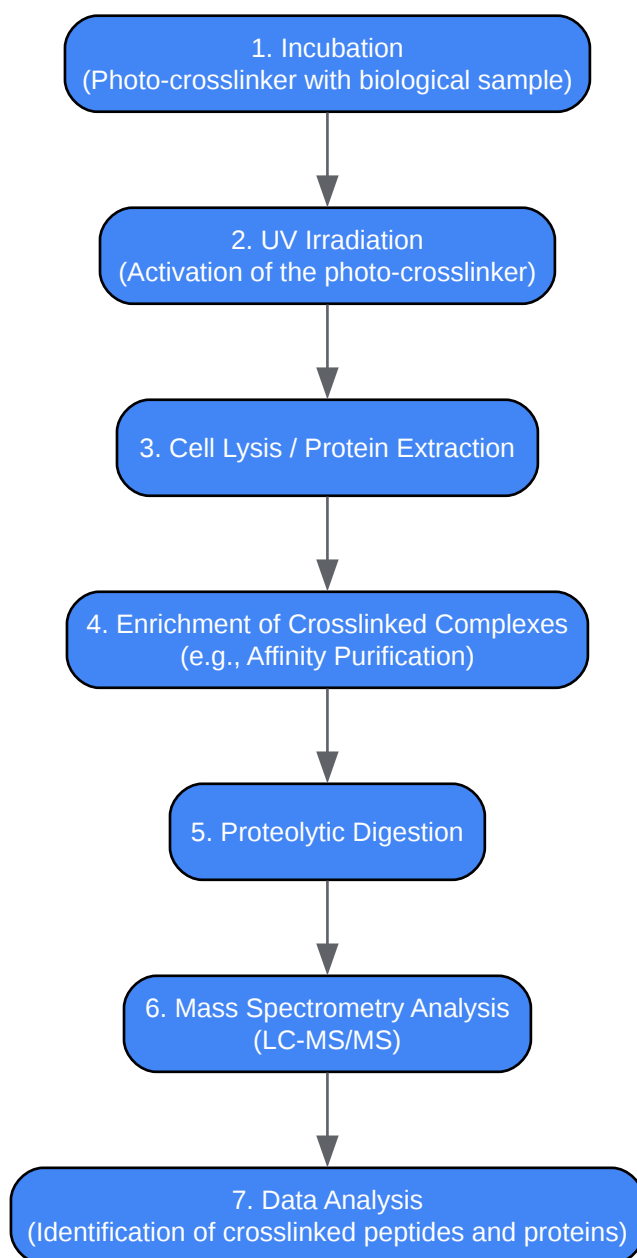 1. Incubation
(Photo-crosslinker with biological sample)
2. UV Irradiation
(Activation of the photo-crosslinker)
3. Cell Lysis / Protein Extraction
4. Enrichment of Crosslinked Complexes
(e.g., Affinity Purification)
5. Proteolytic Digestion
6. Mass Spectrometry Analysis
(LC-MS/MS)
7. Data Analysis
(Identification of crosslinked peptides and proteins)